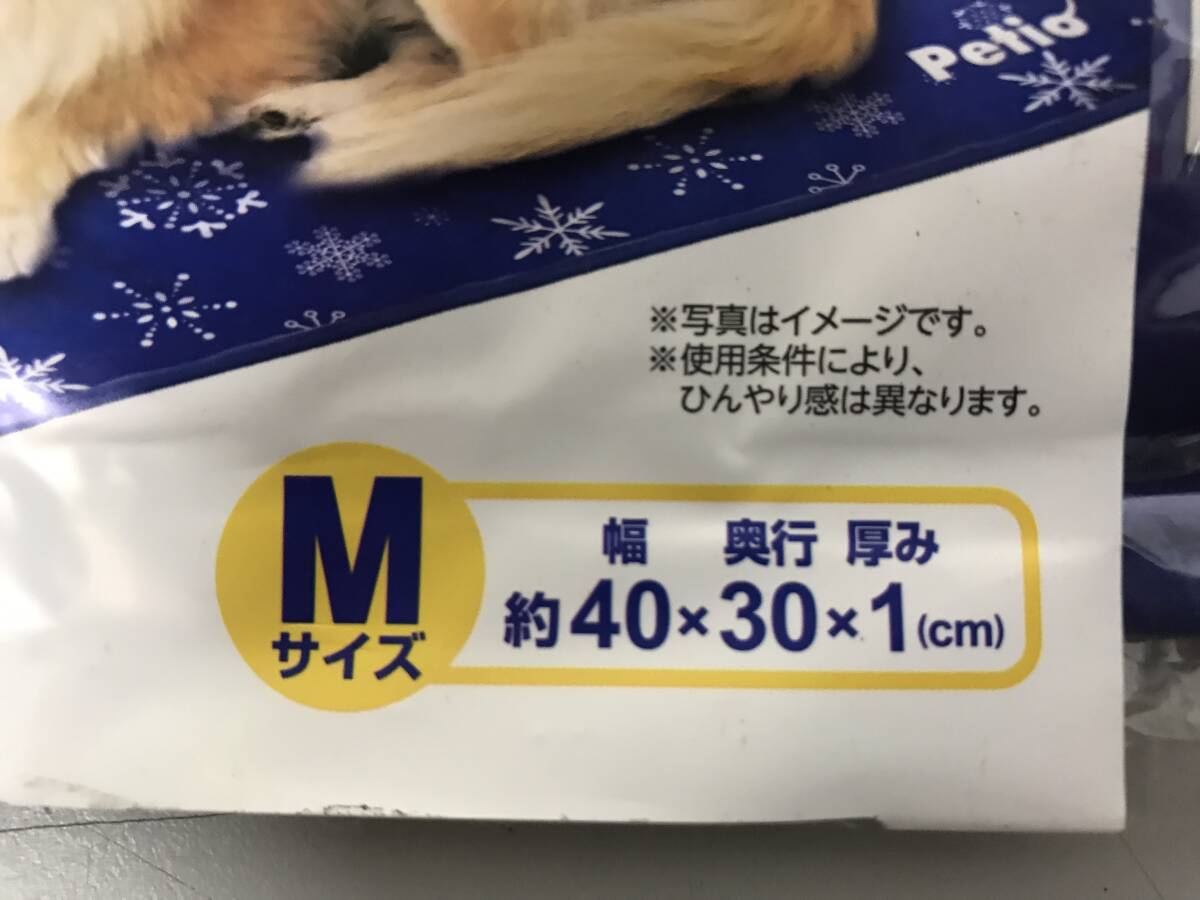 Petio
※写真はイメージです。
※使用条件により、
ひんやり感は異なります。
M
サイズ
幅 奥行 厚み
約40×30×1(cm)